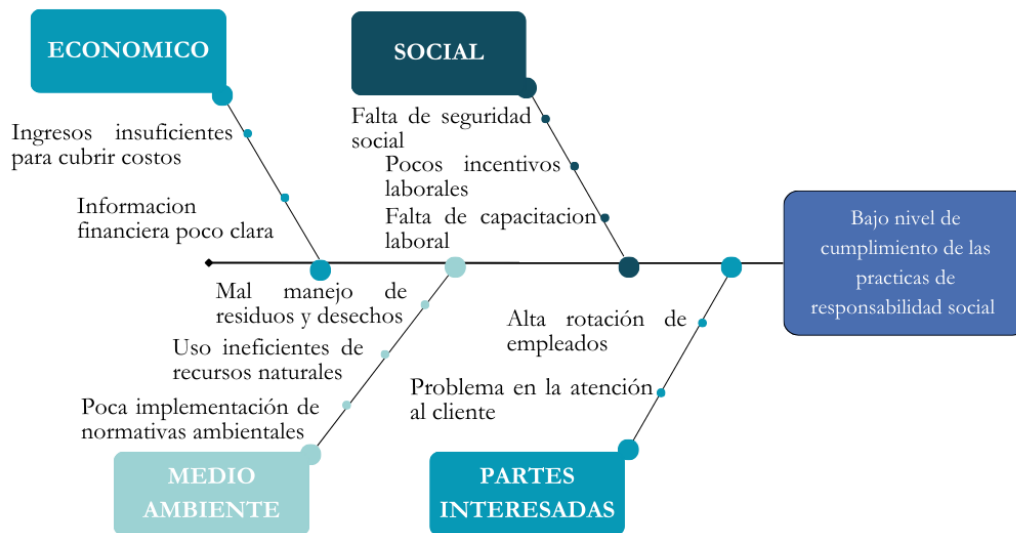 ECONOMICO
Ingresos insuficientes
para cubrir costos
Informacion
financiera poco clara
SOCIAL
Falta de seguridad
social
Pocos incentivos
laborales
Falta de capacitacion
laboral
Bajo nivel de
cumplimiento de las
practicas de
responsabilidad social
Mal manejo de
residuos y desechos
Uso ineficientes de
recursos naturales
Poca implementación de
normativas ambientales
MEDIO
AMBIENTE
Alta rotación de
empleados
Problema en la atención
al cliente
PARTES
INTERESADAS